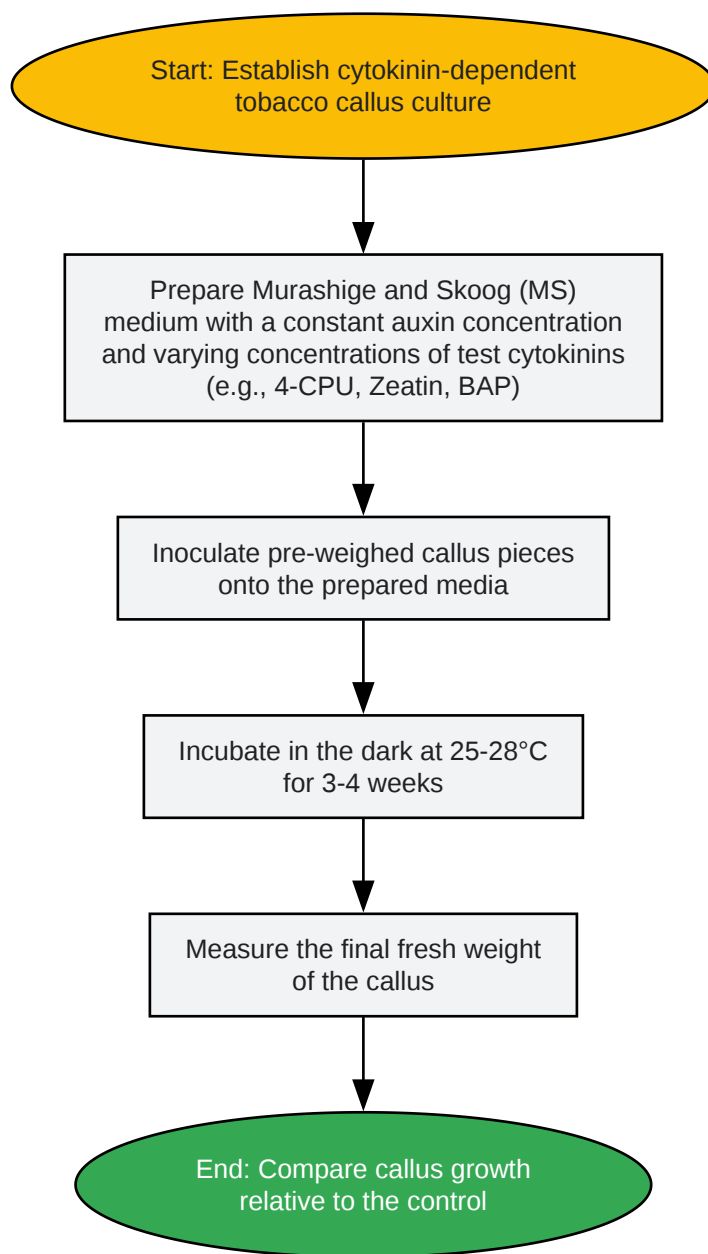 Start: Establish cytokinin-dependent
tobacco callus culture
Prepare Murashige and Skoog (MS)
medium with a constant auxin concentration
and varying concentrations of test cytokinins
(e.g., 4-CPU, Zeatin, BAP)
Inoculate pre-weighed callus pieces
onto the prepared media
Incubate in the dark at 25-28°C
for 3-4 weeks
Measure the final fresh weight
of the callus
End: Compare callus growth
relative to the control